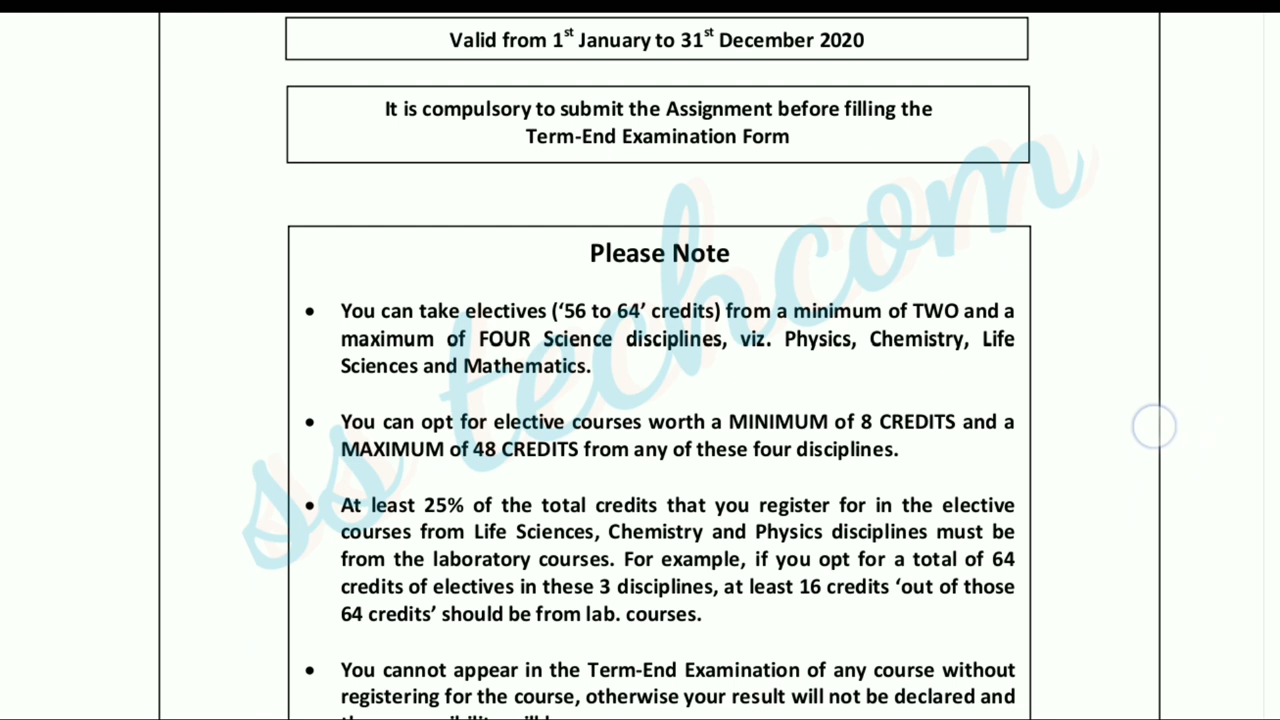 Valid from 1st January to 31st December 2020
It is compulsory to submit the Assignment before filling the
Term-End Examination Form
Please Note
• You can take electives (‘56 to 64’ credits) from a minimum of TWO and a
maximum of FOUR Science disciplines, viz. Physics, Chemistry, Life
Sciences and Mathematics.
• You can opt for elective courses worth a MINIMUM of 8 CREDITS and a
MAXIMUM of 48 CREDITS from any of these four disciplines.
• At least 25% of the total credits that you register for in the elective
courses from Life Sciences, Chemistry and Physics disciplines must be
from the laboratory courses. For example, if you opt for a total of 64
credits of electives in these 3 disciplines, at least 16 credits ‘out of those
64 credits’ should be from lab. courses.
• You cannot appear in the Term-End Examination of any course without
registering for the course, otherwise your result will not be declared and
ss techcom